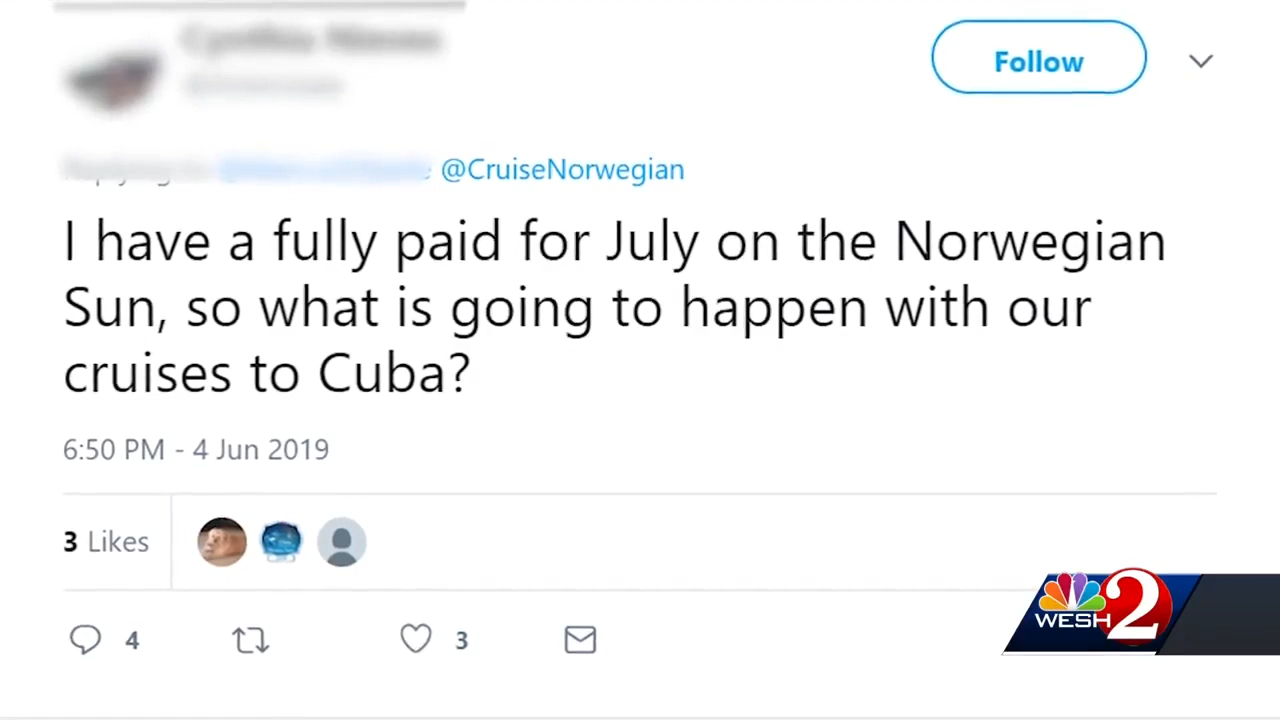 Follow
@CruiseNorwegian
I have a fully paid for July on the Norwegian
Sun, so what is going to happen with our
cruises to Cuba?
6:50 PM - 4 Jun 2019
3 Likes
4
3
WESH 2